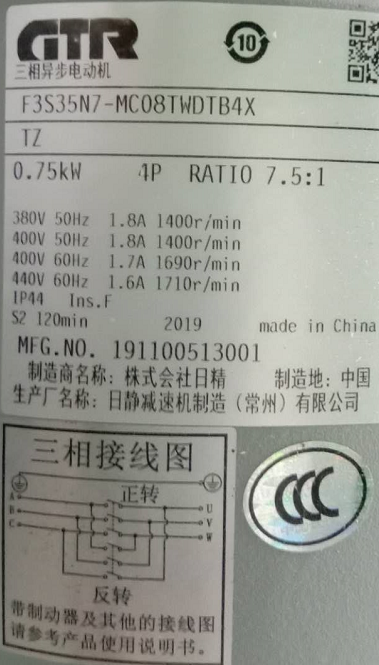 GTR
10
三相异步电动机
F3S35N7-MC08TWDTB4X
TZ
0.75kW 4P RATIO 7.5:1
380V 50Hz 1.8A 1400r/min
400V 50Hz 1.8A 1400r/min
400V 60Hz 1.7A 1690r/min
440V 60Hz 1.6A 1710r/min
IP44 Ins.F
S2 120min 2019 made in China
MFG.NO. 191100513001
制造商名称：株式会社日精 制造地：中国
生产厂名称：日静减速机制造（常州）有限公司
三相接线图
正转
A U
B V
C W
反转
带制动器及其他的接线图
请参考产品使用说明书。
CCC